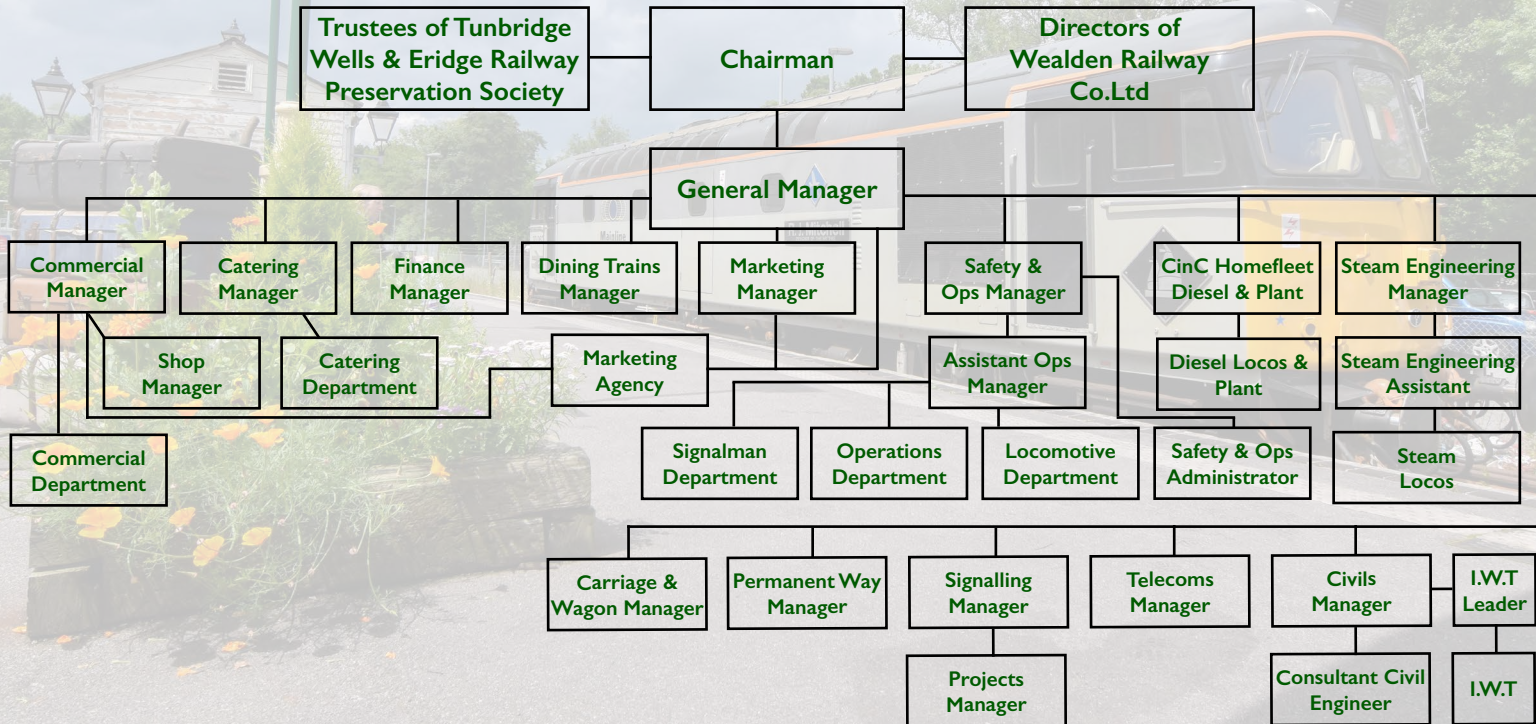 Trustees of Tunbridge
Wells & Eridge Railway
Preservation Society
Chairman
Directors of
Wealden Railway
Co.Ltd
General Manager
Commercial
Manager
Catering
Manager
Finance
Manager
Dining Trains
Manager
Marketing
Manager
Safety &
Ops Manager
CinC Homefleet
Diesel & Plant
Steam Engineering
Manager
Shop
Manager
Catering
Department
Marketing
Agency
Assistant Ops
Manager
Diesel Locos &
Plant
Steam Engineering
Assistant
Commercial
Department
Signalman
Department
Operations
Department
Locomotive
Department
Safety & Ops
Administrator
Steam
Locos
Carriage &
Wagon Manager
Permanent Way
Manager
Signalling
Manager
Telecoms
Manager
Civils
Manager
I.W.T
Leader
Projects
Manager
Consultant Civil
Engineer
I.W.T
Mainline